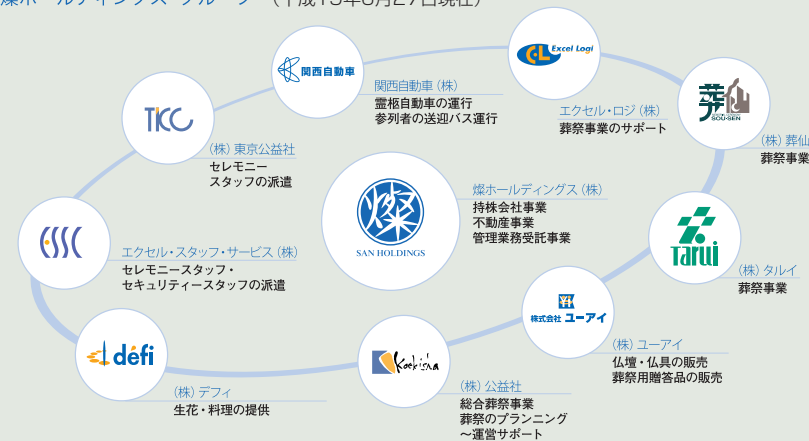 燦ホールディングス グループ (平成15年6月27日現在)
関西自動車
関西自動車(株)
霊柩自動車の運行
参列者の送迎バス運行
Excel Logi
エクセル・ロジ(株)
葬祭事業のサポート
葬
SOU-SEN
(株)葬仙
葬祭事業
TKCC
(株)東京公益社
セレモニー
スタッフの派遣
燦
SAN HOLDINGS
燦ホールディングス(株)
持株会社事業
不動産事業
管理業務受託事業
Tarui
(株)タルイ
葬祭事業
ESSC
エクセル・スタッフ・サービス(株)
セレモニースタッフ・
セキュリティースタッフの派遣
株式会社 ユーアイ
(株)ユーアイ
仏壇・仏具の販売
葬祭用贈答品の販売
défi
(株)デフィ
生花・料理の提供
Koekisha
(株)公益社
総合葬祭事業
葬祭のプランニング
~運営サポート